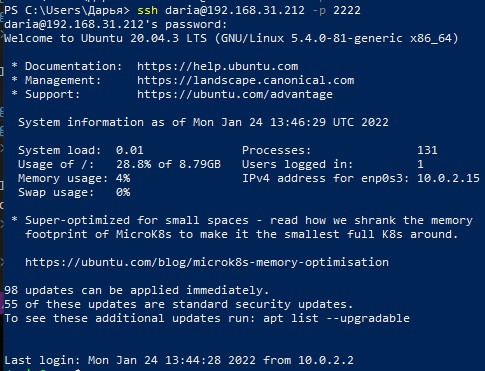 PS C:\Users\Дарья> ssh daria@192.168.31.212 -p 2222
daria@192.168.31.212's password:
Welcome to Ubuntu 20.04.3 LTS (GNU/Linux 5.4.0-81-generic x86_64)
* Documentation:  https://help.ubuntu.com
* Management:     https://landscape.canonical.com
* Support:        https://ubuntu.com/advantage
System information as of Mon Jan 24 13:46:29 UTC 2022
System load:  0.01               Processes:               131
Usage of /:   28.8% of 8.79GB   Users logged in:         1
Memory usage: 4%                 IPv4 address for enp0s3: 10.0.2.15
Swap usage:   0%
* Super-optimized for small spaces - read how we shrank the memory
footprint of MicroK8s to make it the smallest full K8s around.
https://ubuntu.com/blog/microk8s-memory-optimisation
98 updates can be applied immediately.
55 of these updates are standard security updates.
To see these additional updates run: apt list --upgradable
Last login: Mon Jan 24 13:44:28 2022 from 10.0.2.2